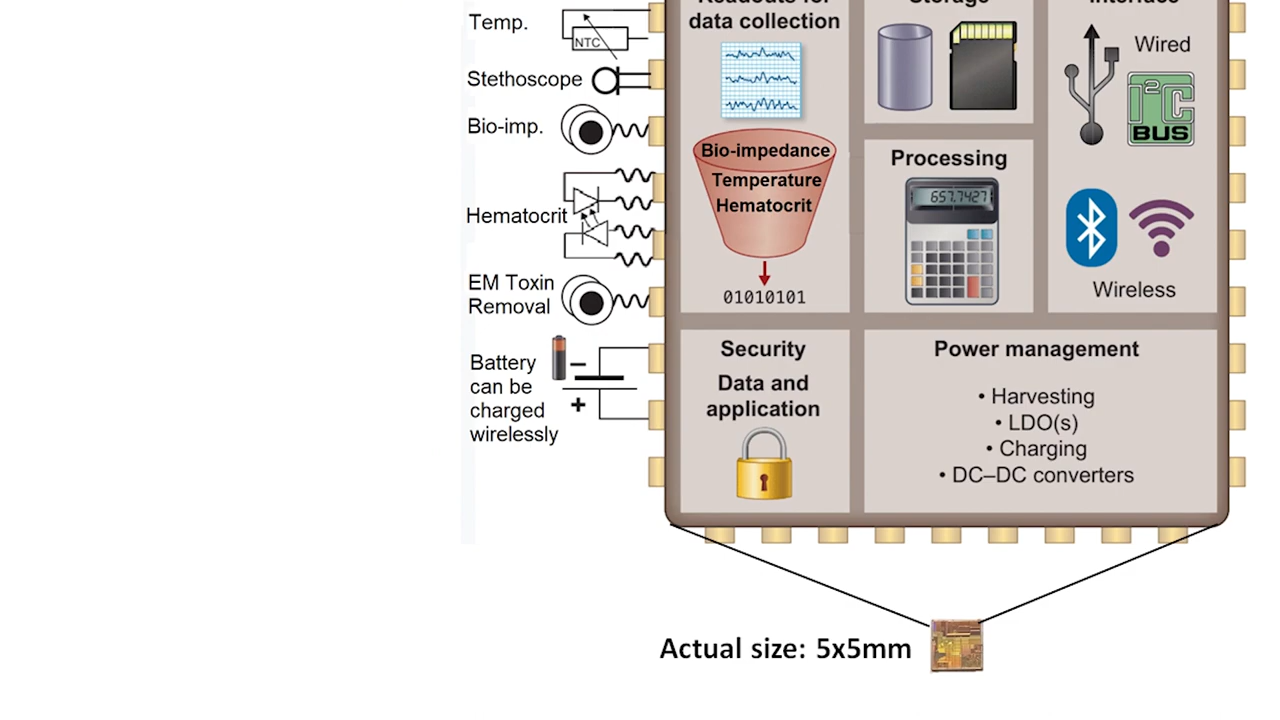 Temp.
NTC
Stethoscope
Bio-imp.
Hematocrit
EM Toxin
Removal
Battery
can be
charged
wirelessly
–
+
Readouts for
data collection
Bio-impedance
Temperature
Hematocrit
01010101
Storage
Processing
657.7427
Interface
Wired
I²C
BUS
Wireless
Security
Data and
application
Power management
• Harvesting
• LDO(s)
• Charging
• DC–DC converters
Actual size: 5x5mm